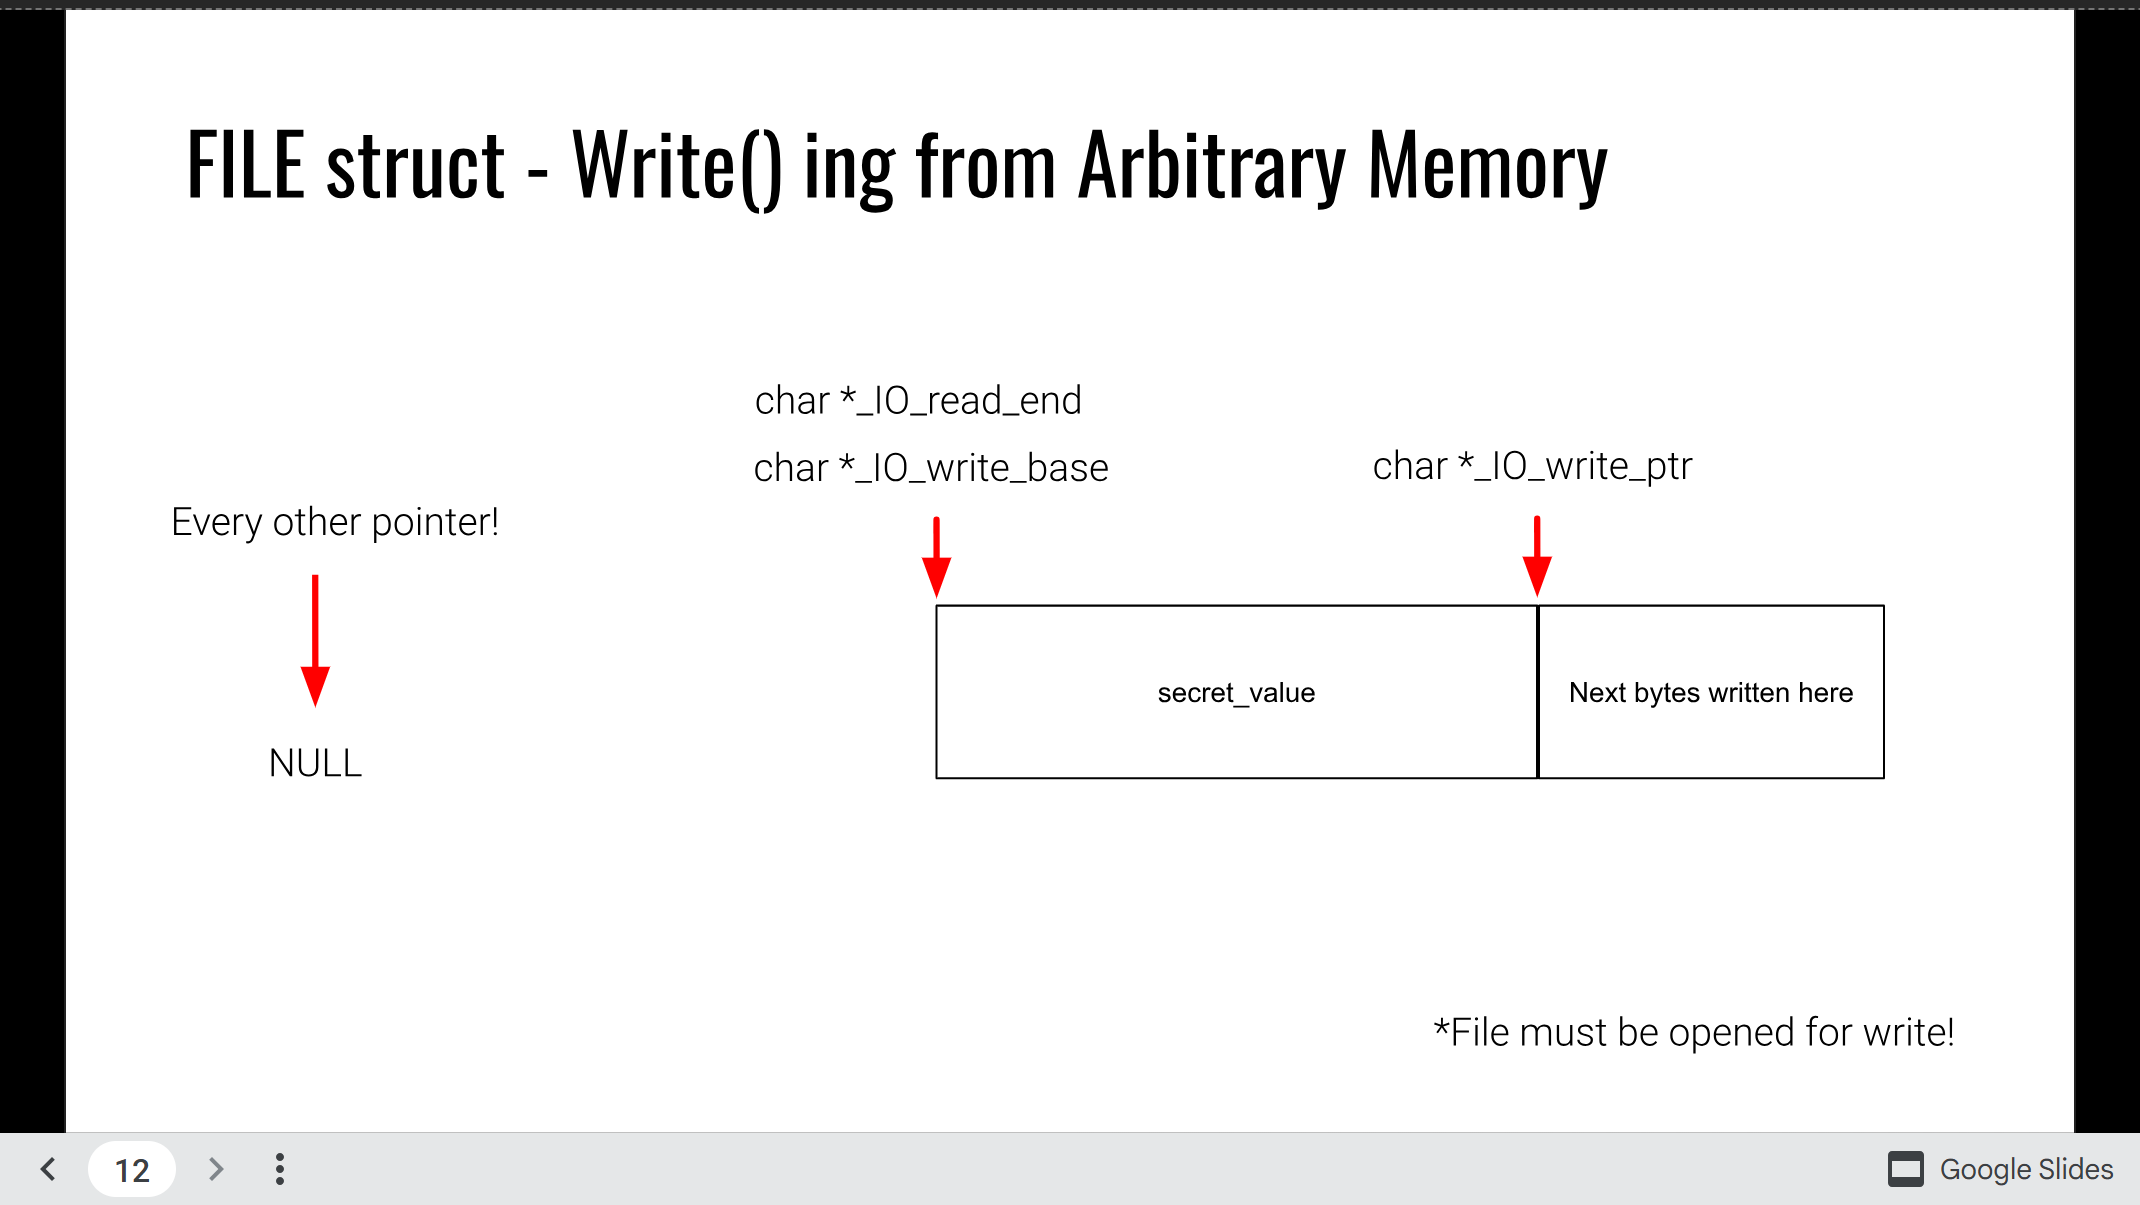 FILE struct - Write() ing from Arbitrary Memory
char *_IO_read_end
char *_IO_write_base
char *_IO_write_ptr
Every other pointer!
NULL
secret_value
Next bytes written here
*File must be opened for write!
12
Google Slides